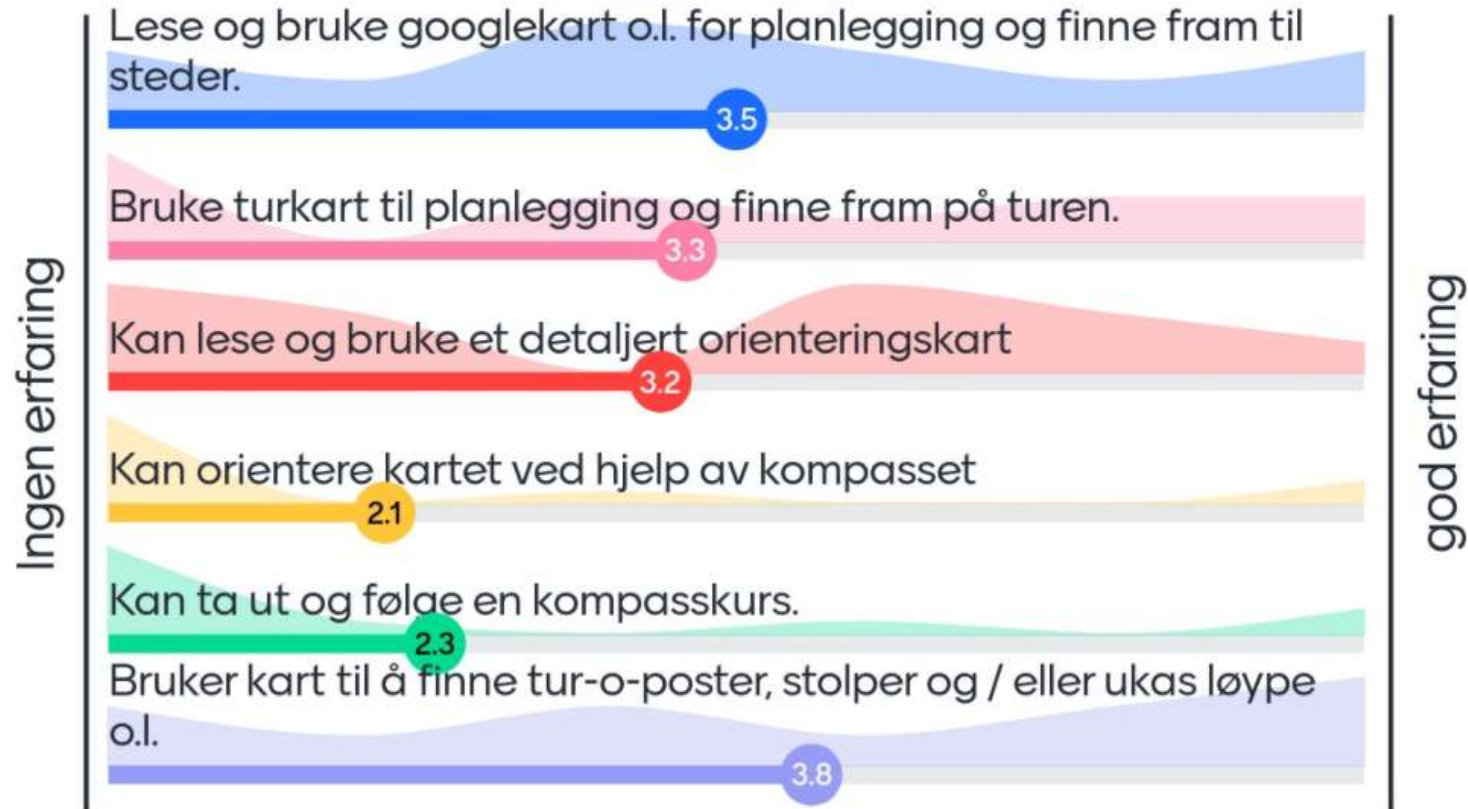 Lese og bruke googlekart o.l. for planlegging og finne fram til
steder.
3.5
Bruke turkart til planlegging og finne fram på turen.
3.3
Kan lese og bruke et detaljert orienteringskart
3.2
Kan orientere kartet ved hjelp av kompasset
2.1
Kan ta ut og følge en kompasskurs.
2.3
Bruker kart til å finne tur-o-poster, stolper og / eller ukas løype
o.l.
3.8
Ingen erfaring
god erfaring